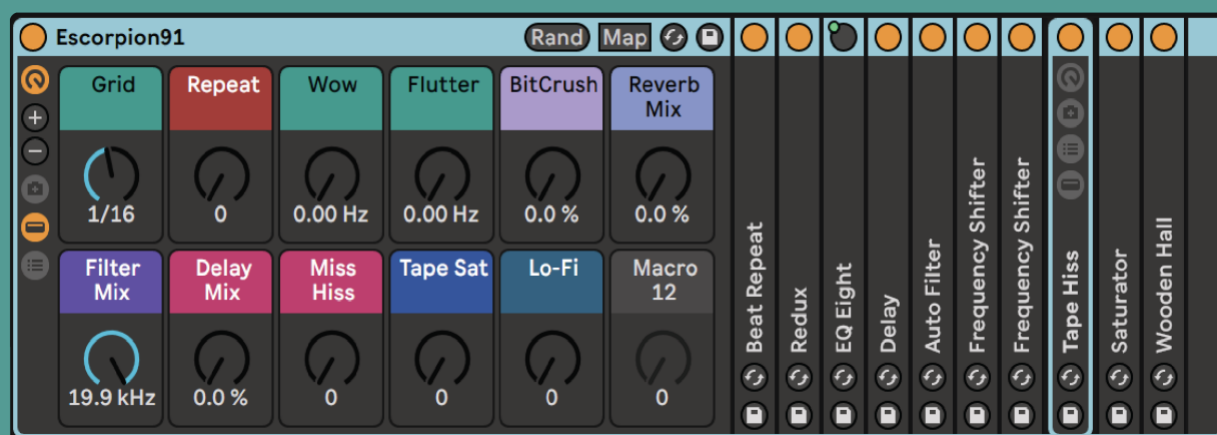 Escorpion91 Rand Map
Grid Repeat Wow Flutter BitCrush Reverb
Mix
1/16 0 0.00 Hz 0.00 Hz 0.0 % 0.0 %
Filter Delay Miss Tape Sat Lo-Fi Macro
Mix Mix Hiss 12
19.9 kHz 0.0 % 0 0 0 0
Beat Repeat
Redux
EQ Eight
Delay
Auto Filter
Frequency Shifter
Frequency Shifter
Tape Hiss
Saturator
Wooden Hall